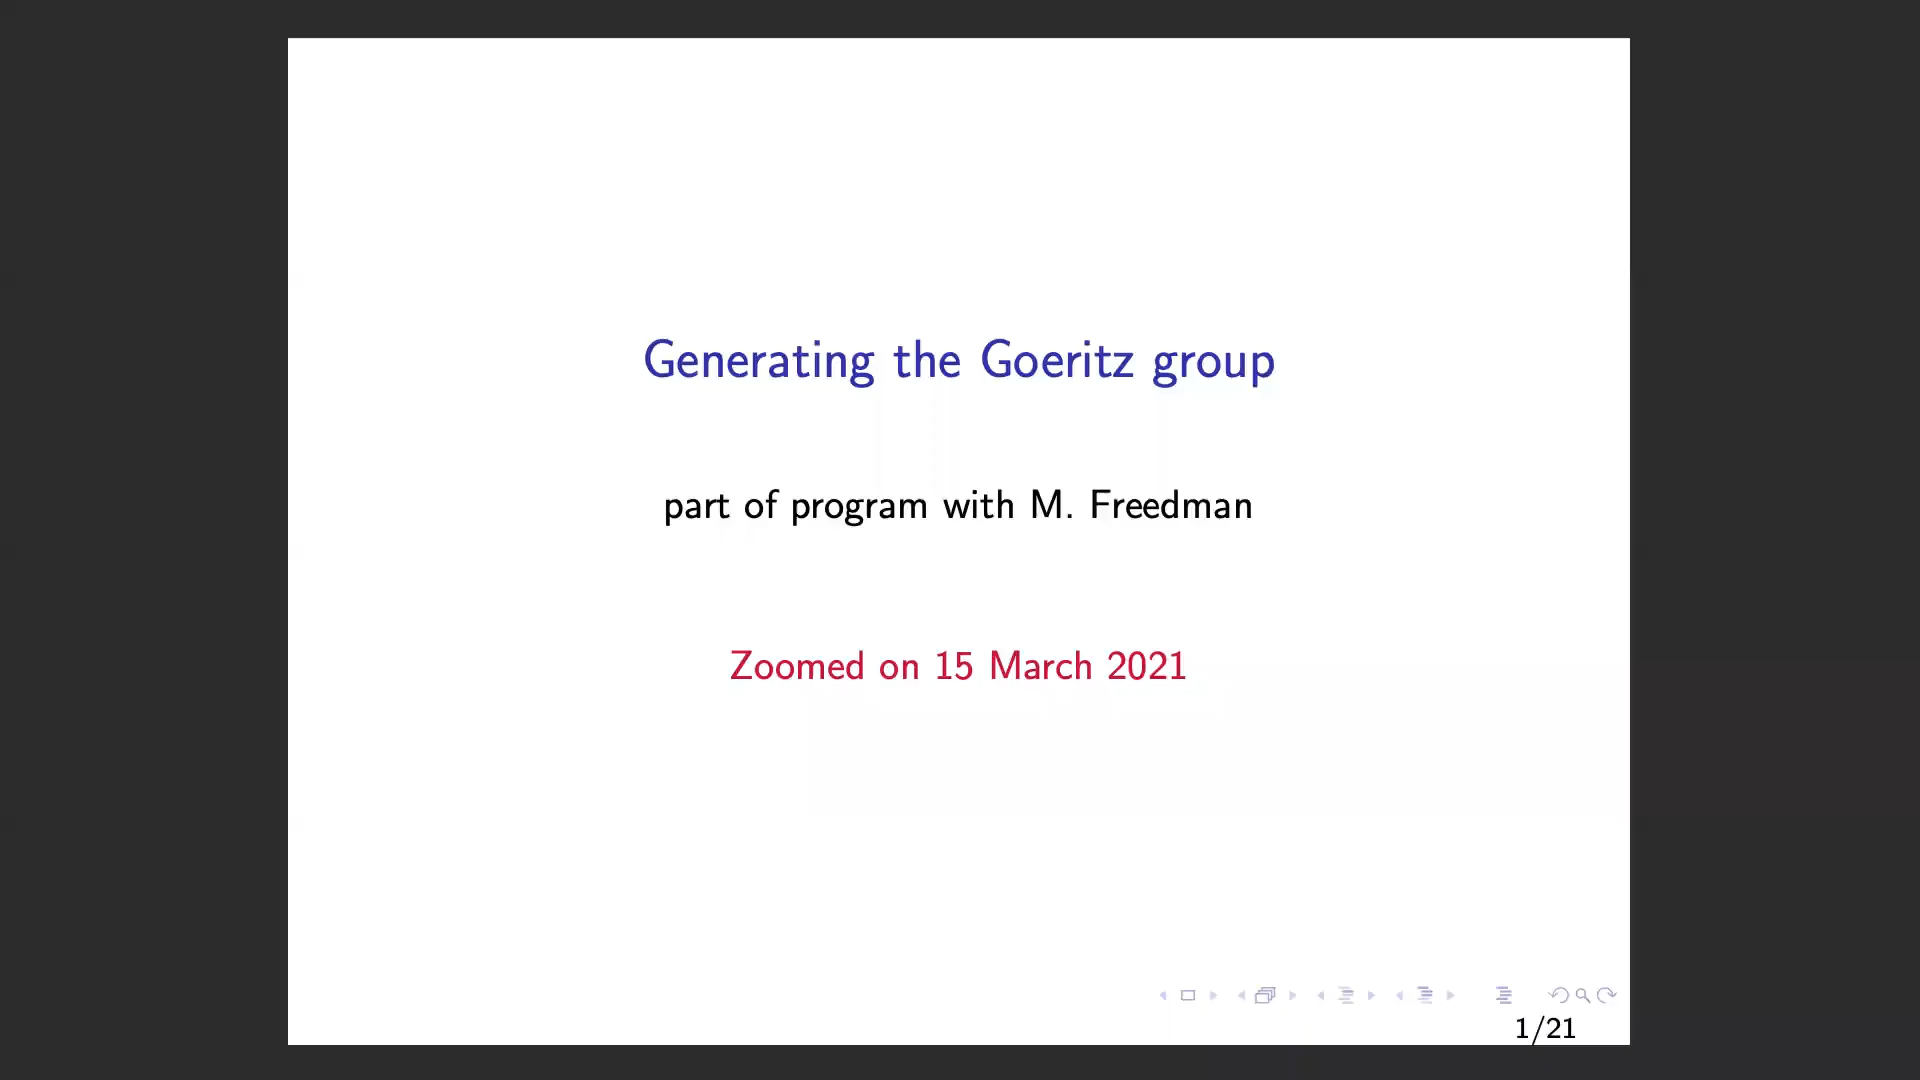 Generating the Goeritz group
part of program with M. Freedman
Zoomed on 15 March 2021
1/21